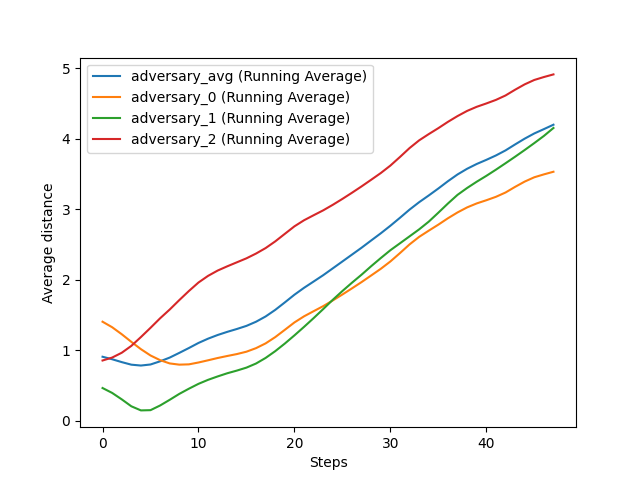 adversary_avg (Running Average)
adversary_0 (Running Average)
adversary_1 (Running Average)
adversary_2 (Running Average)
5
4
3
2
1
0
Average distance
0 10 20 30 40
Steps